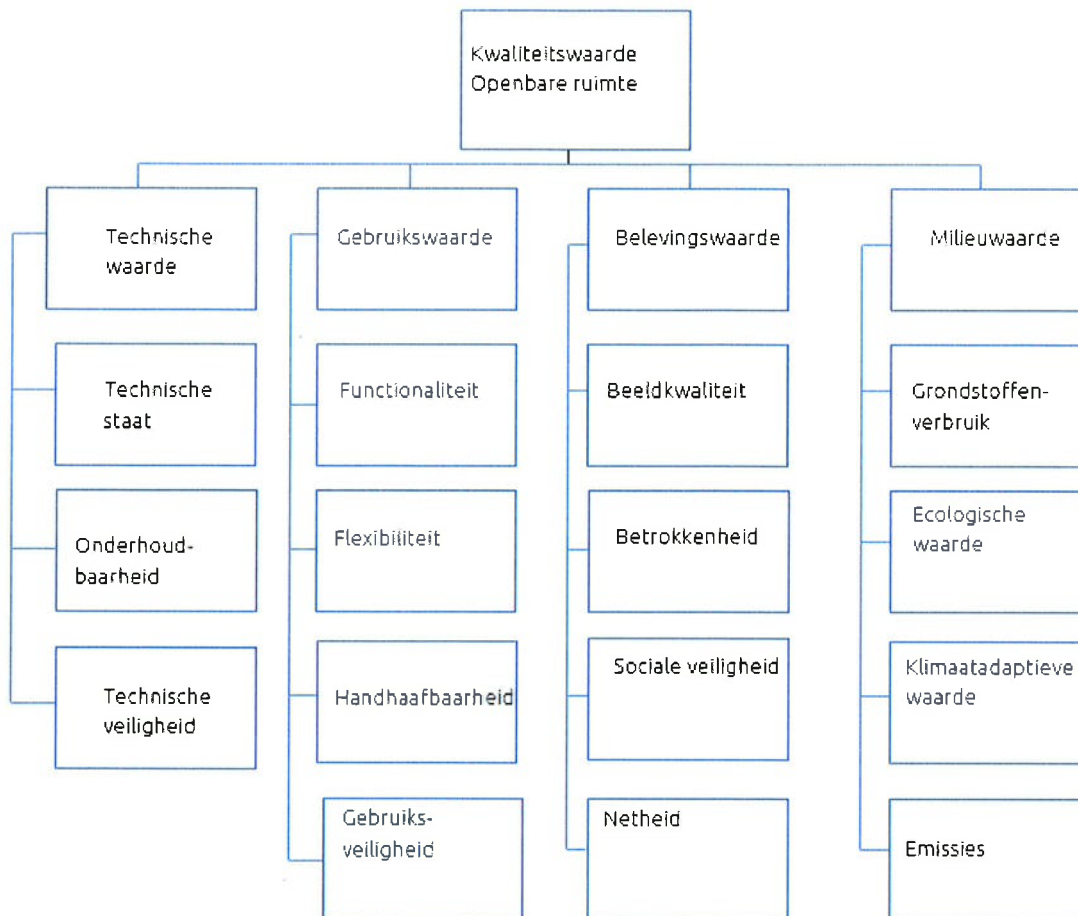 Kwaliteitswaarde
Openbare ruimte
Technische
waarde
Technische
staat
Onderhoud-
baarheid
Technische
veiligheid
Gebruikswaarde
Functionaliteit
Flexibiliteit
Handhaafbaarheid
Gebruiks-
veiligheid
Belevingswaarde
Beeldkwaliteit
Betrokkenheid
Sociale veiligheid
Netheid
Milieuwaarde
Grondstoffen-
verbruik
Ecologische
waarde
Klimaatadaptieve
waarde
Emissies